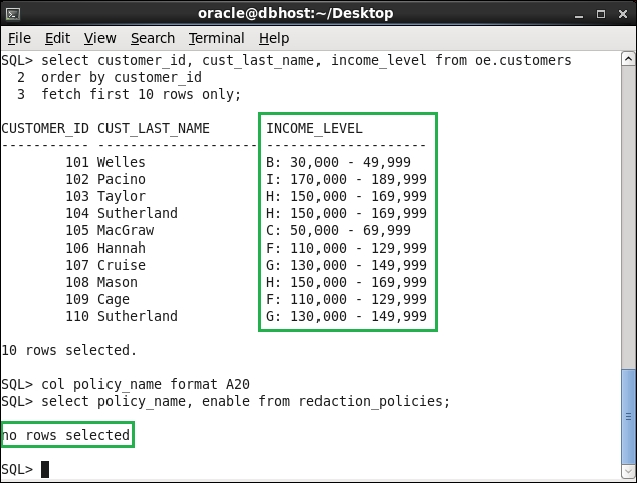 oracle@dbhost:~/Desktop
File Edit View Search Terminal Help
SQL> select customer_id, cust_last_name, income_level from oe.customers
  2  order by customer_id
  3  fetch first 10 rows only;
CUSTOMER_ID CUST_LAST_NAME       INCOME_LEVEL
----------- -------------------- --------------------
        101 Welles               B: 30,000 - 49,999
        102 Pacino               I: 170,000 - 189,999
        103 Taylor               H: 150,000 - 169,999
        104 Sutherland           H: 150,000 - 169,999
        105 MacGraw              C: 50,000 - 69,999
        106 Hannah               F: 110,000 - 129,999
        107 Cruise               G: 130,000 - 149,999
        108 Mason                H: 150,000 - 169,999
        109 Cage                 F: 110,000 - 129,999
        110 Sutherland           G: 130,000 - 149,999
10 rows selected.
SQL> col policy_name format A20
SQL> select policy_name, enable from redaction_policies;
no rows selected
SQL>